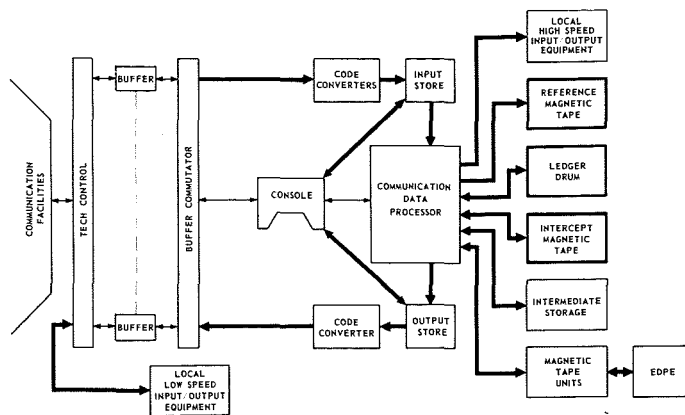 COMMUNICATION
FACILITIES
TECH CONTROL
BUFFER
BUFFER
BUFFER COMMUTATOR
LOCAL
LOW SPEED
INPUT/OUTPUT
EQUIPMENT
CODE
CONVERTERS
INPUT
STORE
CONSOLE
COMMUNICATION
DATA
PROCESSOR
CODE
CONVERTER
OUTPUT
STORE
LOCAL
HIGH SPEED
INPUT/OUTPUT
EQUIPMENT
REFERENCE
MAGNETIC
TAPE
LEDGER
DRUM
INTERCEPT
MAGNETIC
TAPE
INTERMEDIATE
STORAGE
MAGNETIC
TAPE
UNITS
EDPE